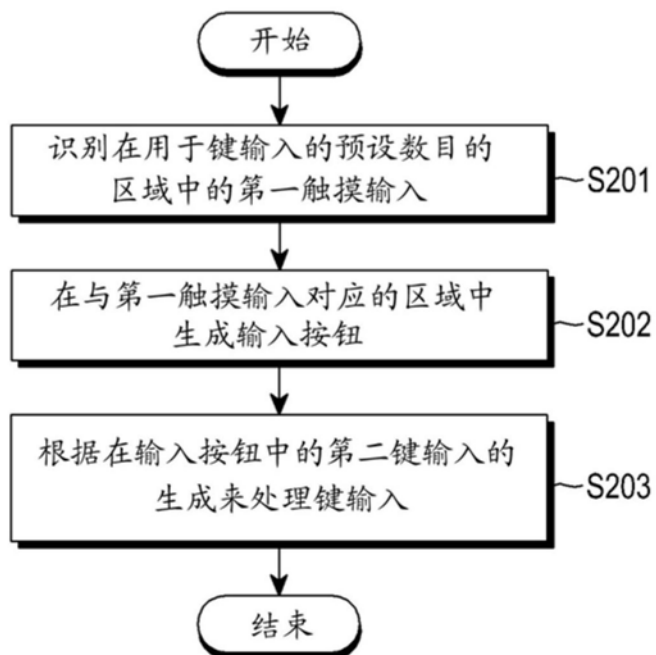 开始
识别在用于键输入的预设数目的
区域中的第一触摸输入
S201
在与第一触摸输入对应的区域中
生成输入按钮
S202
根据在输入按钮中的第二键输入的
生成来处理键输入
S203
结束